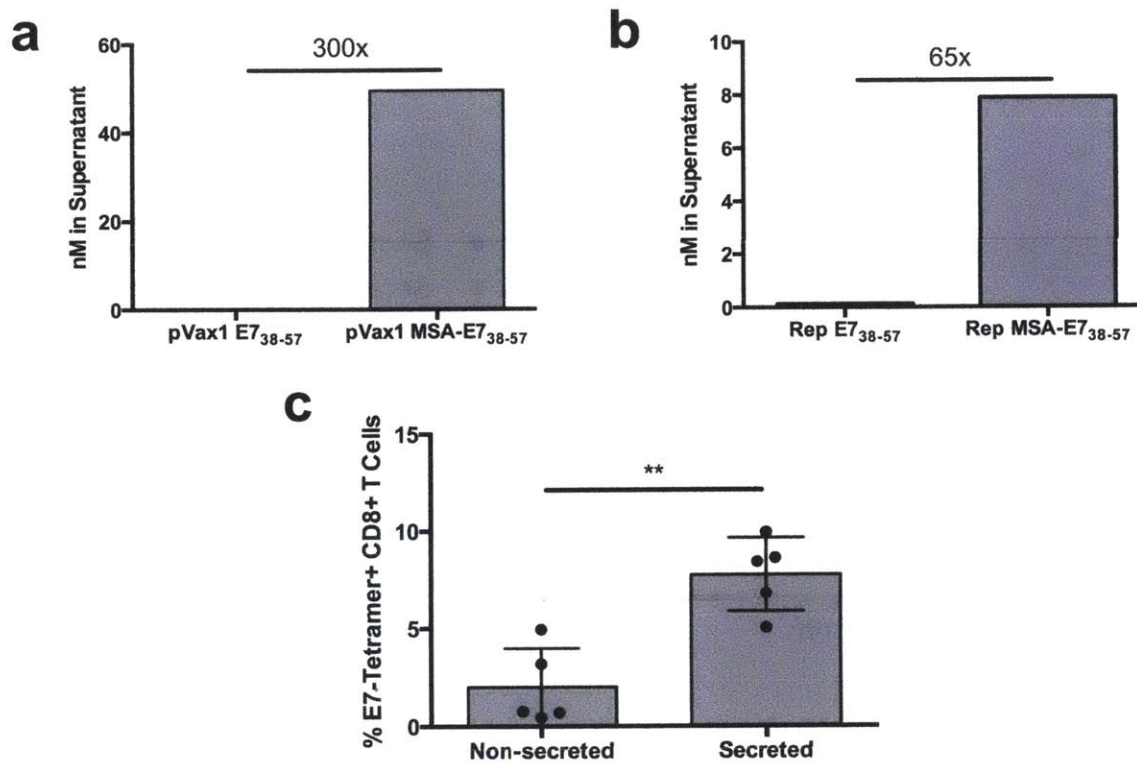 a
300x
60
40
20
0
nM in Supernatant
pVax1 E7₃₈₋₅₇
pVax1 MSA-E7₃₈₋₅₇
b
65x
10
8
6
4
2
0
nM in Supernatant
Rep E7₃₈₋₅₇
Rep MSA-E7₃₈₋₅₇
c
**
15
10
5
0
% E7-Tetramer+ CD8+ T Cells
Non-secreted
Secreted